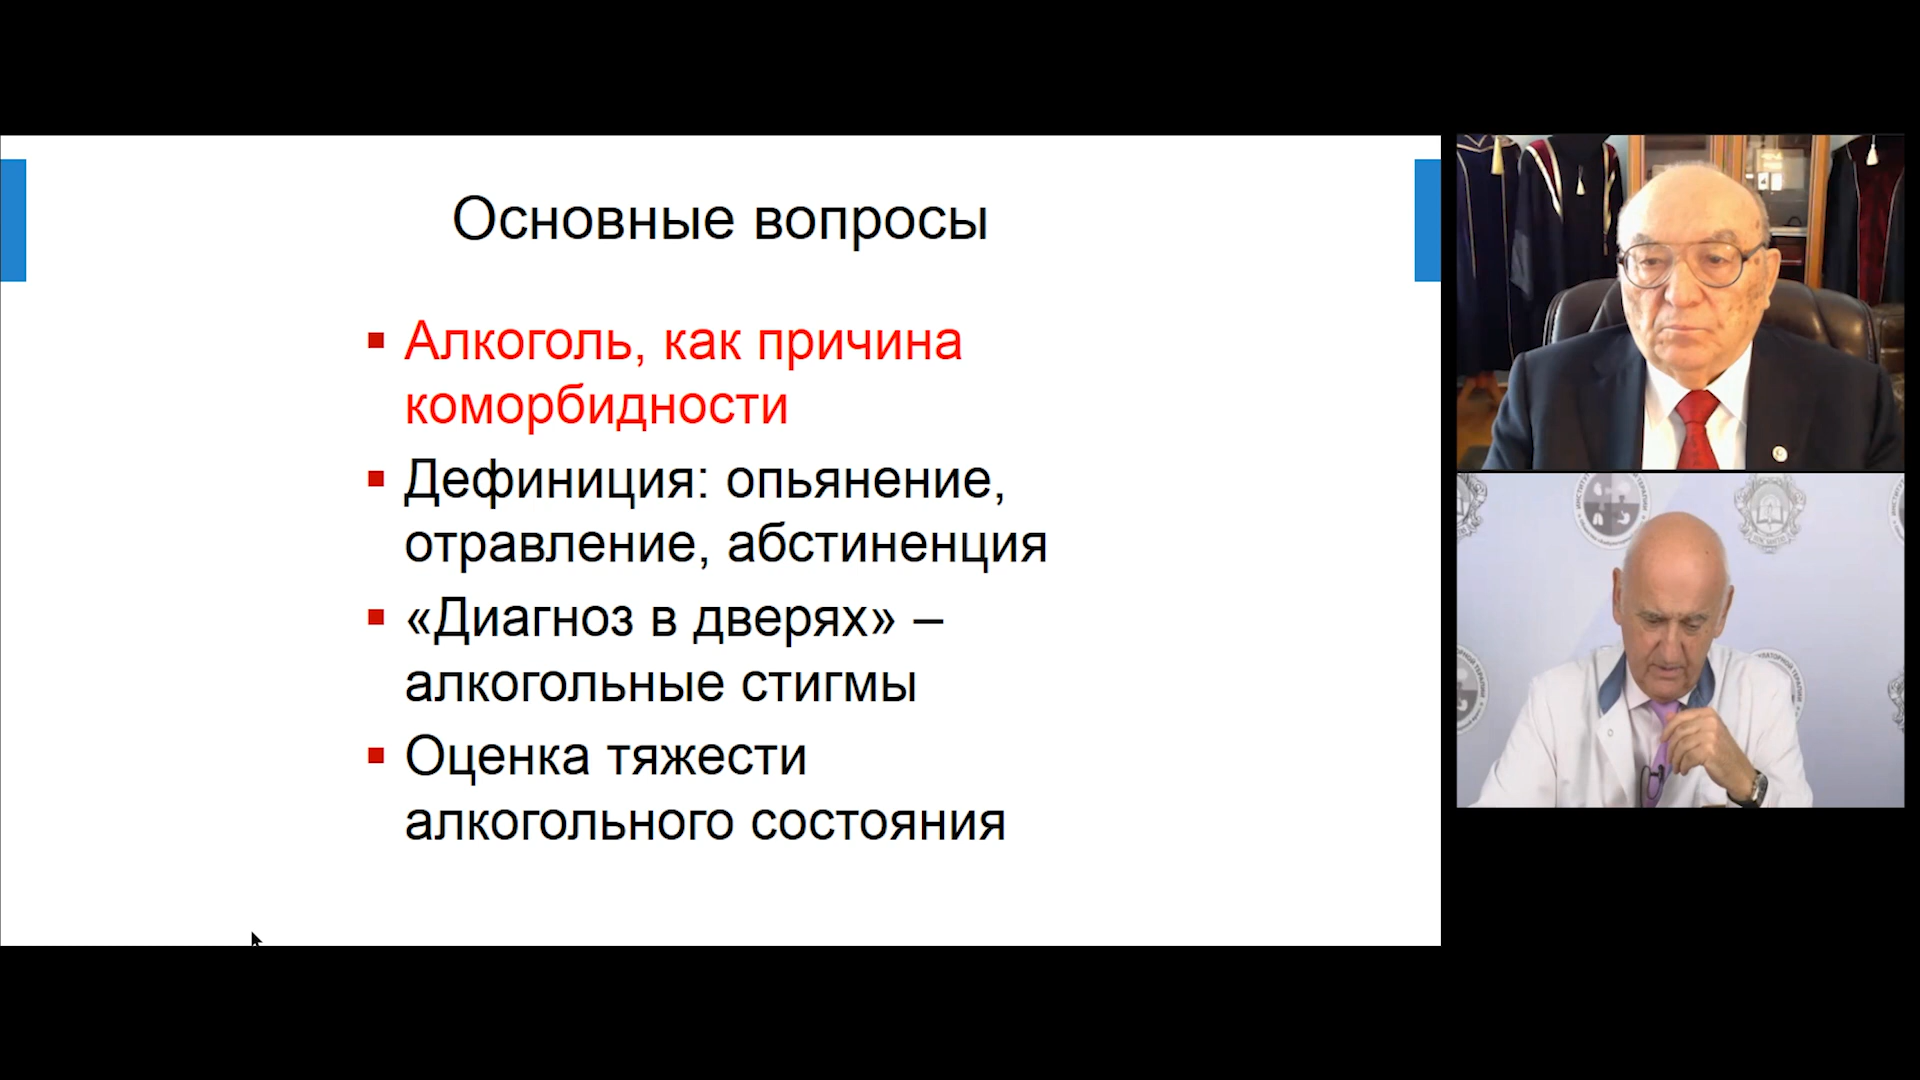 Основные вопросы
Алкоголь, как причина
коморбидности
Дефиниция: опьянение,
отравление, абстиненция
«Диагноз в дверях» –
алкогольные стигмы
Оценка тяжести
алкогольного состояния